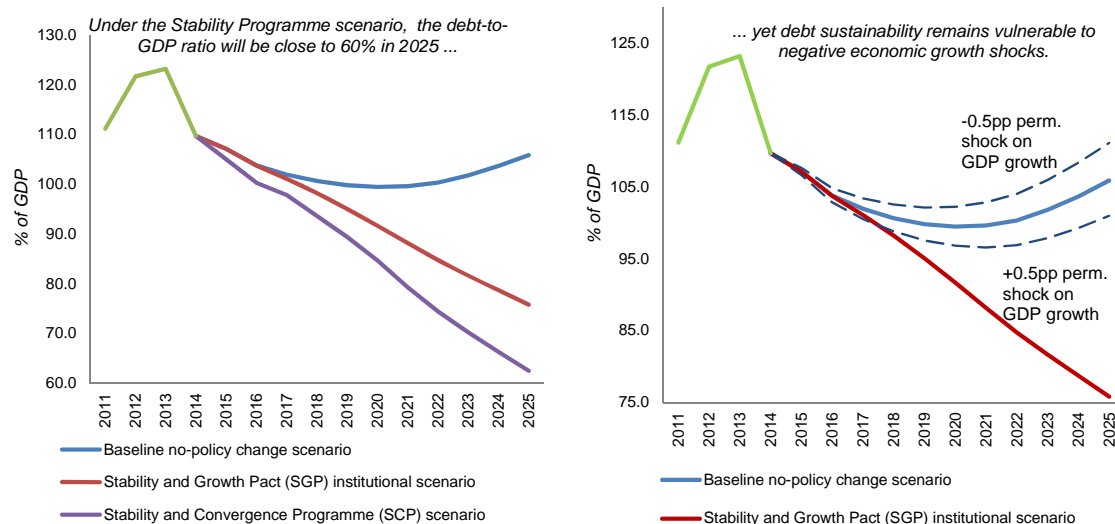 Under the Stability Programme scenario, the debt-to-
GDP ratio will be close to 60% in 2025 ...
% of GDP
130.0
120.0
110.0
100.0
90.0
80.0
70.0
60.0
2011
2012
2013
2014
2015
2016
2017
2018
2019
2020
2021
2022
2023
2024
2025
Baseline no-policy change scenario
Stability and Growth Pact (SGP) institutional scenario
Stability and Convergence Programme (SCP) scenario
... yet debt sustainability remains vulnerable to
negative economic growth shocks.
% of GDP
125.0
115.0
105.0
95.0
85.0
75.0
-0.5pp perm.
shock on
GDP growth
+0.5pp perm.
shock on
GDP growth
2011
2012
2013
2014
2015
2016
2017
2018
2019
2020
2021
2022
2023
2024
2025
Baseline no-policy change scenario
Stability and Growth Pact (SGP) institutional scenario